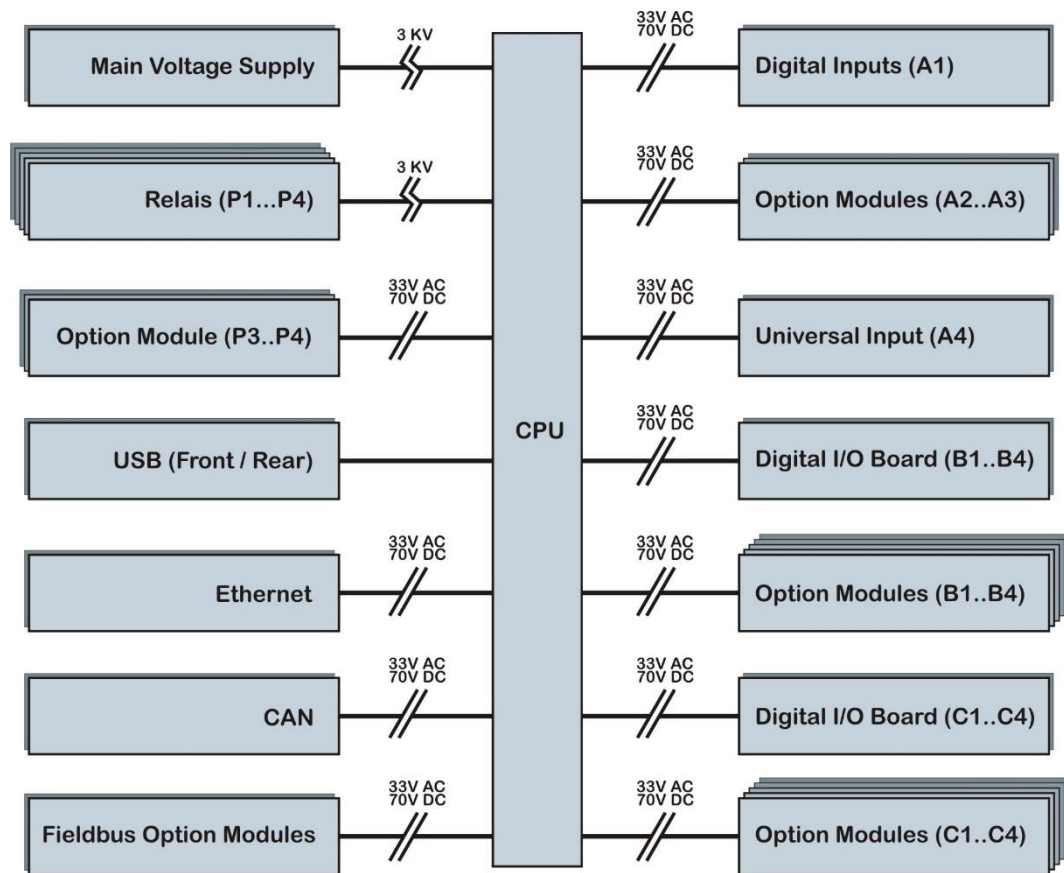 Main Voltage Supply
3 KV
33V AC
70V DC
Digital Inputs (A1)
Relais (P1...P4)
3 KV
33V AC
70V DC
Option Modules (A2..A3)
Option Module (P3..P4)
33V AC
70V DC
33V AC
70V DC
Universal Input (A4)
CPU
USB (Front / Rear)
33V AC
70V DC
Digital I/O Board (B1..B4)
Ethernet
33V AC
70V DC
33V AC
70V DC
Option Modules (B1..B4)
CAN
33V AC
70V DC
33V AC
70V DC
Digital I/O Board (C1..C4)
Fieldbus Option Modules
33V AC
70V DC
33V AC
70V DC
Option Modules (C1..C4)